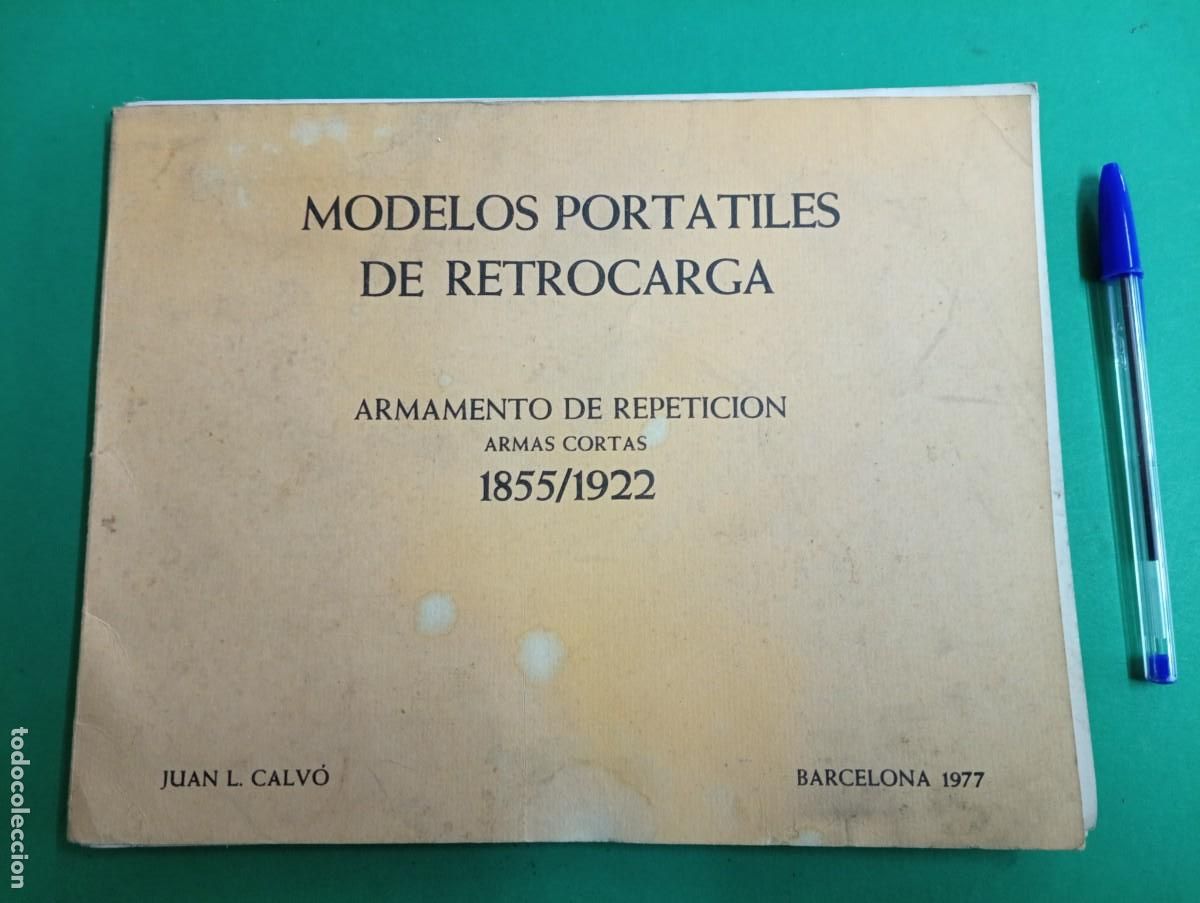 MODELOS PORTATILES
DE RETROCARGA
ARMAMENTO DE REPETICION
ARMAS CORTAS
1855/1922
JUAN L. CALVÓ
BARCELONA 1977
todocoleccion